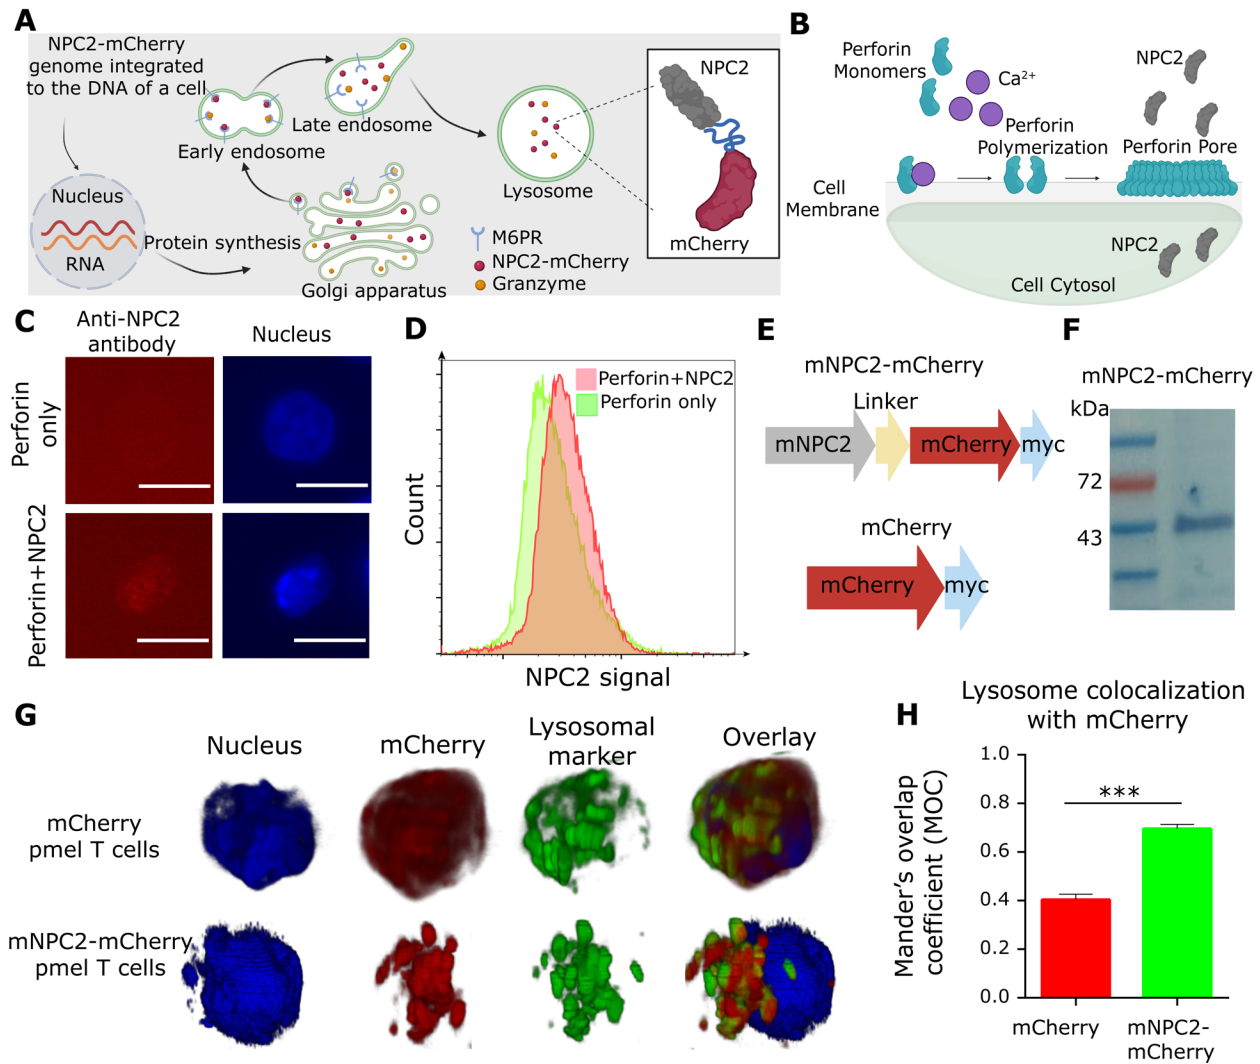 A
NPC2-mCherry
genome integrated
to the DNA of a cell
Early endosome
Late endosome
Lysosome
NPC2
mCherry
Nucleus
RNA
Protein synthesis
Golgi apparatus
M6PR
NPC2-mCherry
Granzyme
B
Perforin
Monomers
Ca²⁺
NPC2
Perforin
Polymerization
Perforin Pore
Cell
Membrane
NPC2
Cell Cytosol
C
Anti-NPC2
antibody
Nucleus
Perforin
only
Perforin+NPC2
D
Perforin+NPC2
Perforin only
Count
NPC2 signal
E
mNPC2-mCherry
Linker
mNPC2
mCherry
myc
mCherry
mCherry
myc
F
mNPC2-mCherry
kDa
72
43
G
Nucleus
mCherry
Lysosomal
marker
Overlay
mCherry
pmel T cells
mNPC2-mCherry
pmel T cells
H
Lysosome colocalization
with mCherry
Mander's overlap
coefficient (MOC)
1.0
0.8
0.6
0.4
0.2
0.0
***
mCherry
mNPC2-
mCherry